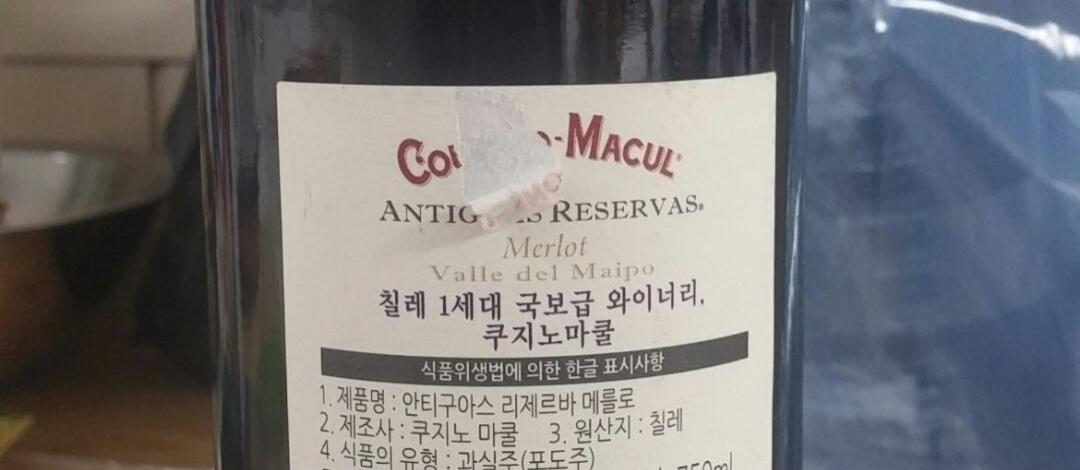 Macul
Reservas
Merlot
Valle del Maipo
칠레 1세대 국보급 와이너리,
쿠지노마쿨
식품위생법에 의한 한글 표시사항
1. 제품명 : 안티구아스 리제르바 메를로
2. 제조사 : 쿠지노 마쿨 3. 원산지 : 칠레
4. 식품의 유형 : 과실주(포도주)
750ml